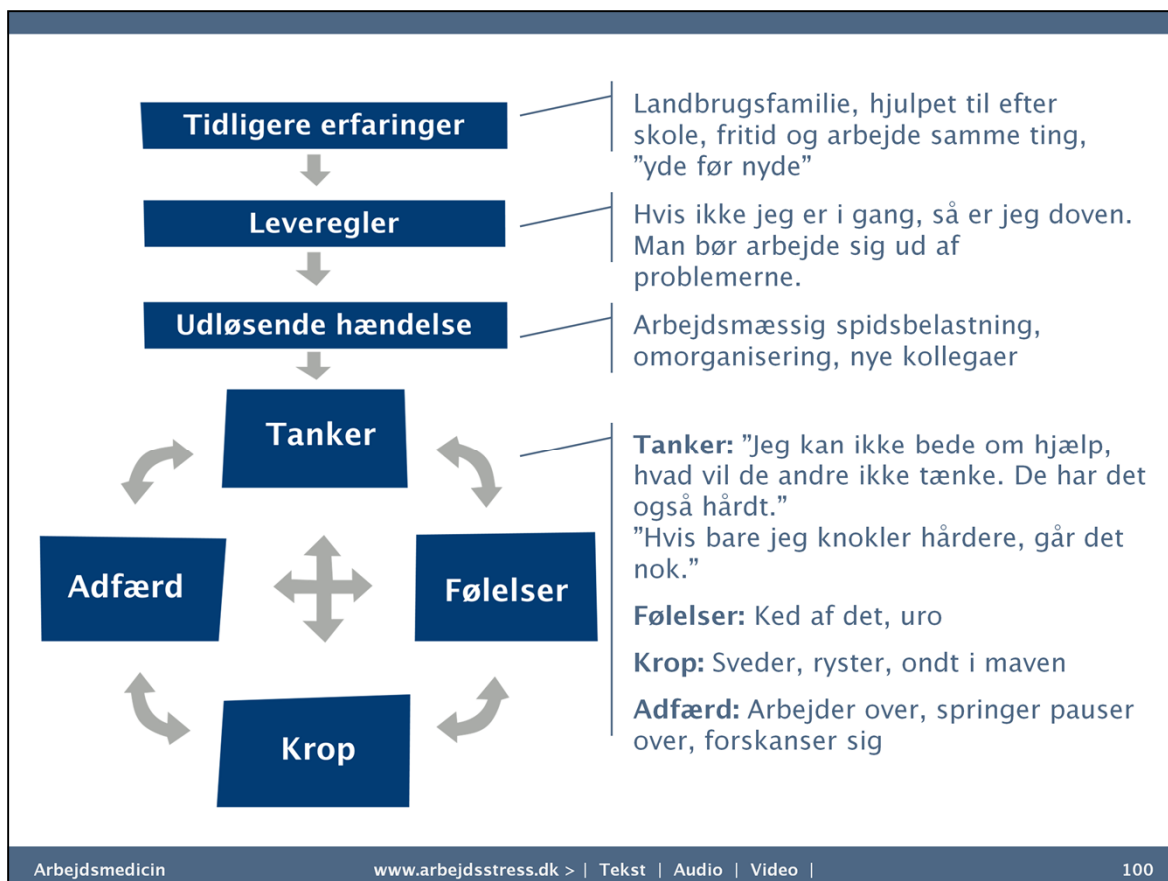 Tidligere erfaringer
Landbrugsfamilie, hjulpet til efter
skole, fritid og arbejde samme ting,
”yde før nyde”
Leveregler
Hvis ikke jeg er i gang, så er jeg doven.
Man bør arbejde sig ud af
problemerne.
Udløsende hændelse
Arbejdsmæssig spidsbelastning,
omorganisering, nye kollegaer
Tanker
Adfærd
Følelser
Krop
Tanker: ”Jeg kan ikke bede om hjælp,
hvad vil de andre ikke tænke. De har det
også hårdt.”
”Hvis bare jeg knokler hårdere, går det
nok.”
Følelser: Ked af det, uro
Krop: Sveder, ryster, ondt i maven
Adfærd: Arbejder over, springer pauser
over, forskanser sig
Arbejdsmedicin www.arbejdsstress.dk > | Tekst | Audio | Video | 100